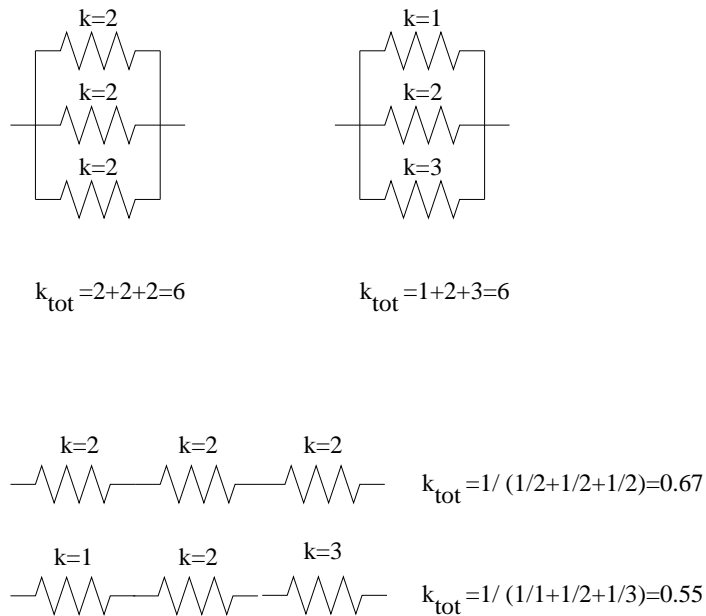 k=2
k=2
k=2
k=1
k=2
k=3
k_tot =2+2+2=6
k_tot =1+2+3=6
k=2 k=2 k=2
k_tot =1/ (1/2+1/2+1/2)=0.67
k=1 k=2 k=3
k_tot =1/ (1/1+1/2+1/3)=0.55